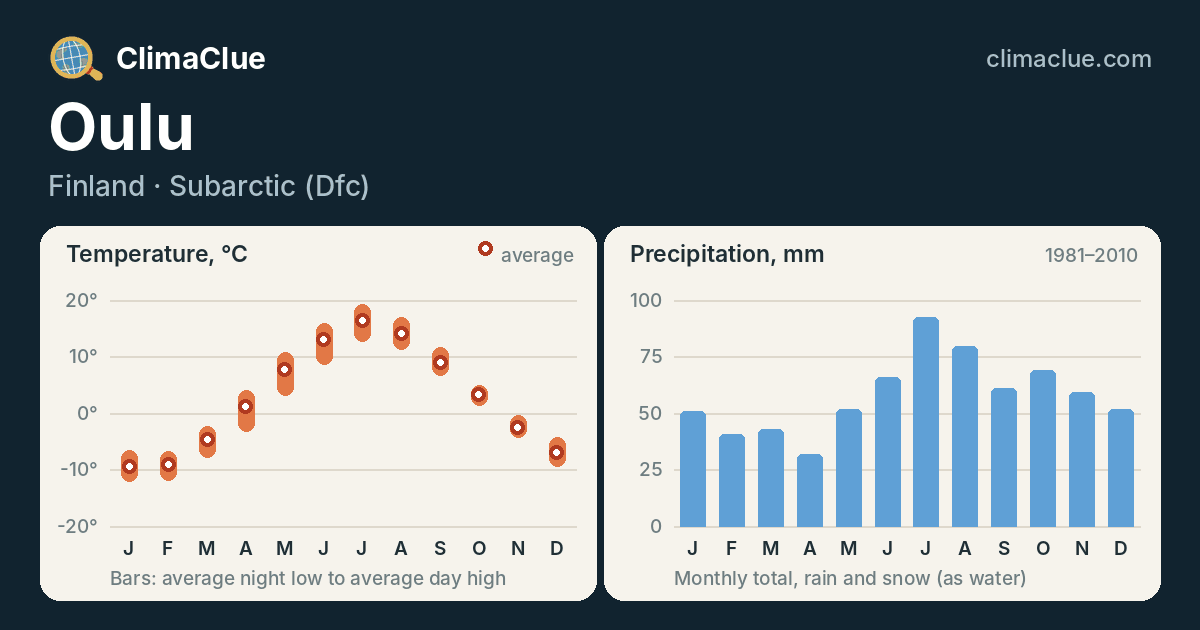 ClimaClue
climaclue.com
Oulu
Finland · Subarctic (Dfc)
Temperature, °C
average
20°
10°
0°
-10°
-20°
J F M A M J J A S O N D
Bars: average night low to average day high
Precipitation, mm
1981–2010
100
75
50
25
0
J F M A M J J A S O N D
Monthly total, rain and snow (as water)